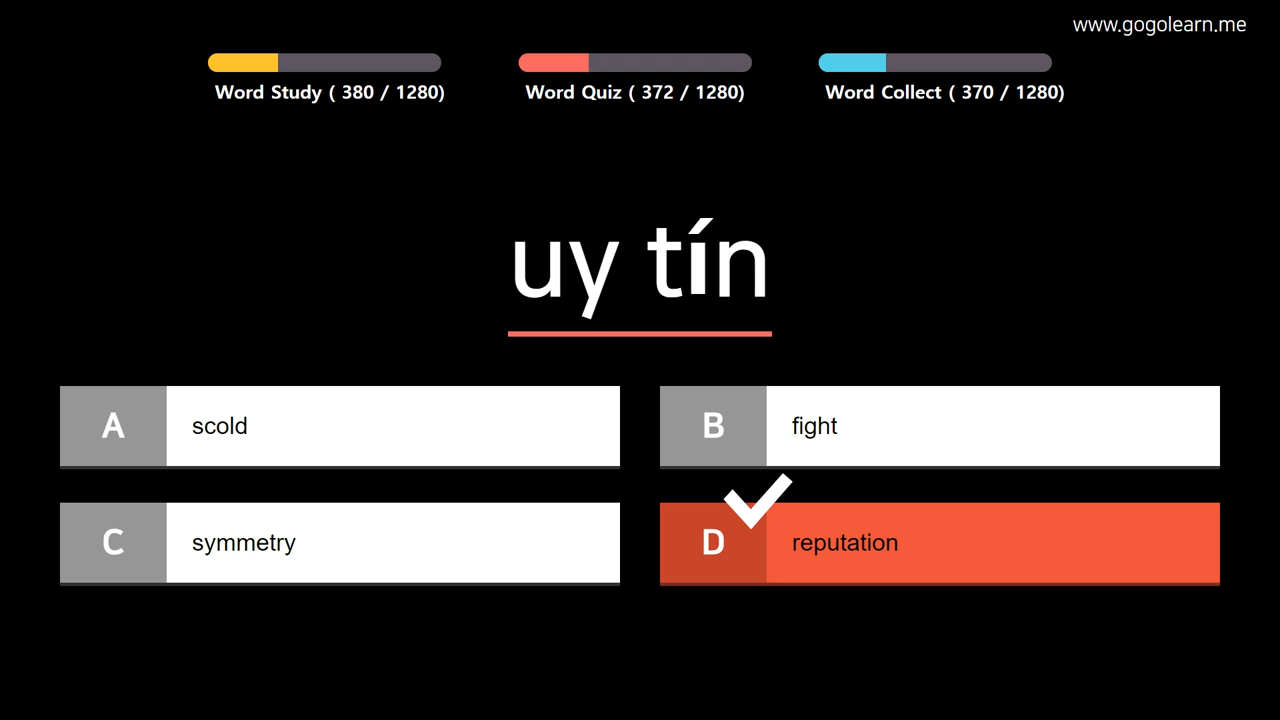 www.gogolearn.me
Word Study ( 380 / 1280)
Word Quiz ( 372 / 1280)
Word Collect ( 370 / 1280)
uy tín
A
scold
B
fight
C
symmetry
D
reputation